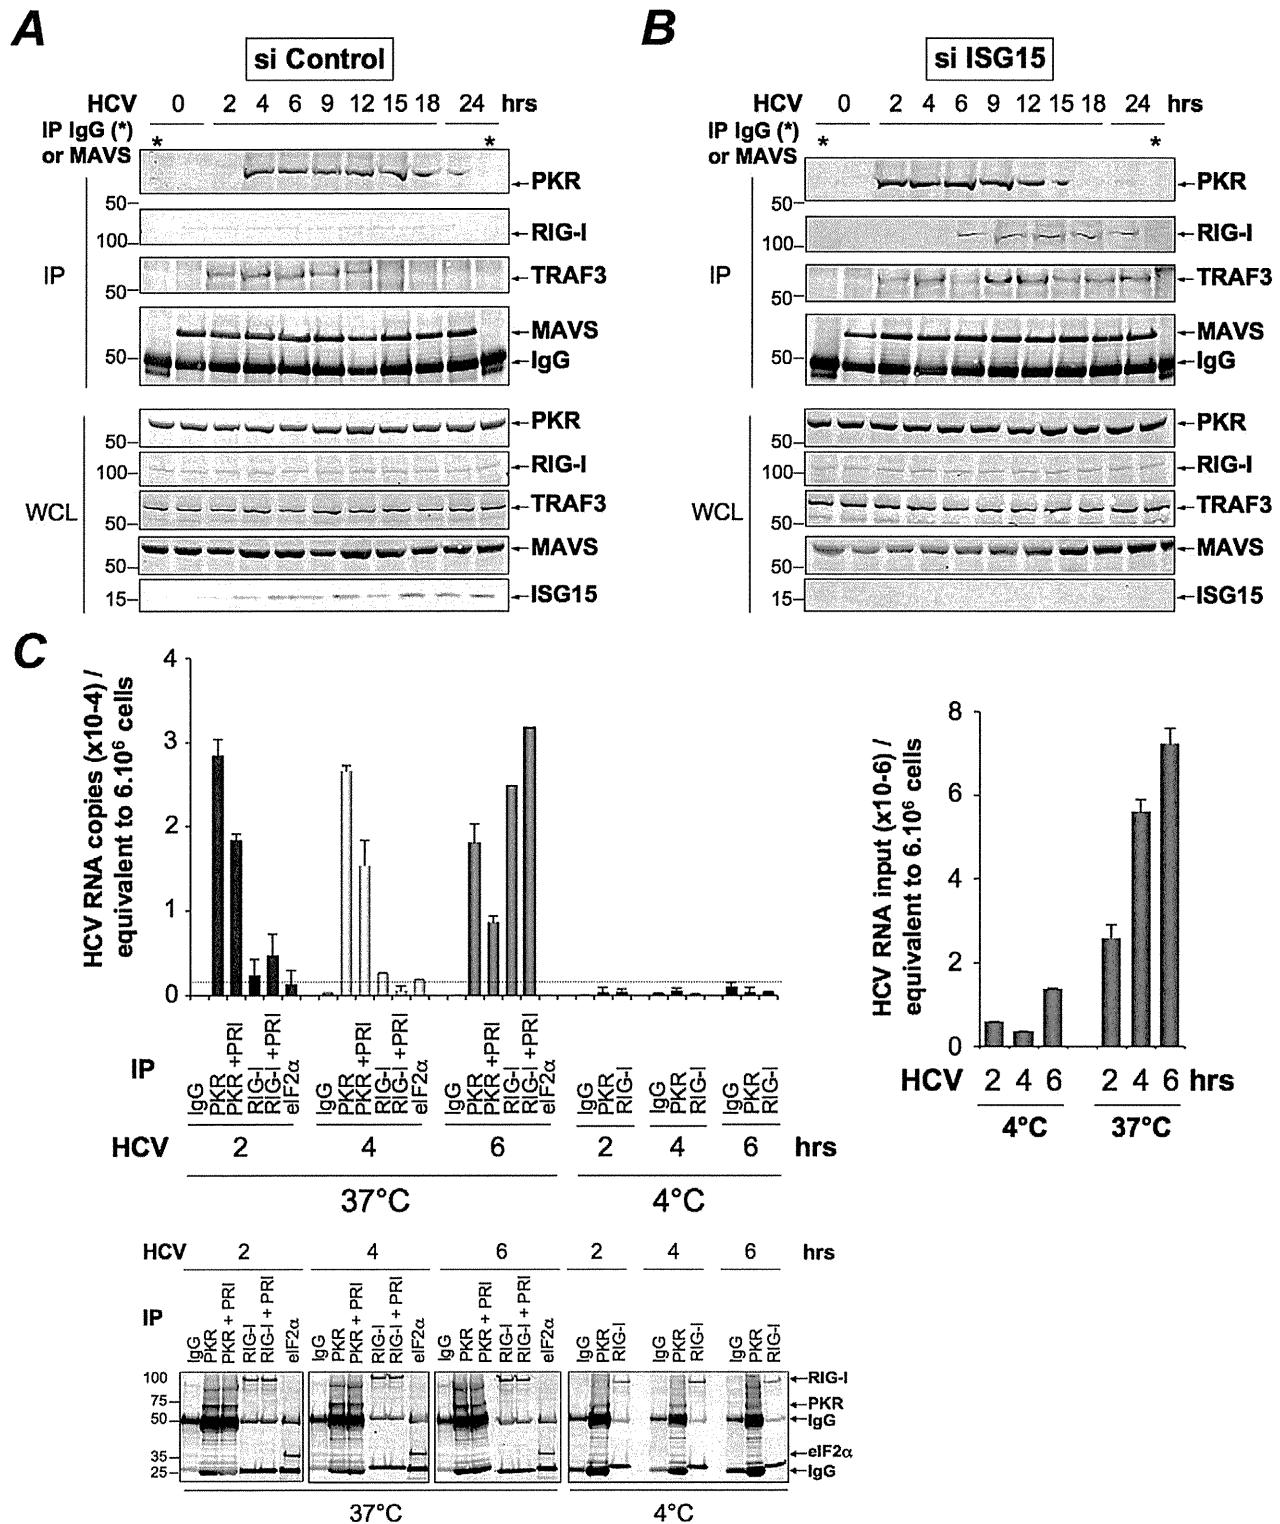 A
si Control
HCV 0 2 4 6 9 12 15 18 24 hrs
IP IgG (*)
or MAVS
* *
IP
PKR
50
RIG-I
100
TRAF3
50
MAVS
50
IgG
WCL
PKR
50
RIG-I
100
TRAF3
50
MAVS
50
ISG15
15
B
si ISG15
HCV 0 2 4 6 9 12 15 18 24 hrs
IP IgG (*)
or MAVS
* *
IP
PKR
50
RIG-I
100
TRAF3
50
MAVS
50
IgG
WCL
PKR
50
RIG-I
100
TRAF3
50
MAVS
50
ISG15
15
C
HCV RNA copies (x10-4) /
equivalent to 6.10⁶ cells
4
3
2
1
0
IP
IgG PKR PKR +PRI RIG-I RIG-I +PRI eIF2α IgG PKR PKR +PRI RIG-I RIG-I +PRI eIF2α IgG PKR PKR +PRI RIG-I RIG-I +PRI eIF2α IgG PKR RIG-I IgG PKR RIG-I IgG PKR RIG-I
HCV 2 4 6 2 4 6 hrs
37°C 4°C
HCV RNA input (x10-6) /
equivalent to 6.10⁶ cells
8
6
4
2
0
HCV 2 4 6 2 4 6 hrs
4°C 37°C
HCV 2 4 6 2 4 6 hrs
IP
IgG PKR PKR + PRI RIG-I RIG-I + PRI eIF2α IgG PKR PKR + PRI RIG-I RIG-I + PRI eIF2α IgG PKR PKR + PRI RIG-I RIG-I + PRI eIF2α IgG PKR RIG-I IgG PKR RIG-I IgG PKR RIG-I
100
75
50
35
25
RIG-I
PKR
IgG
eIF2α
IgG
37°C 4°C